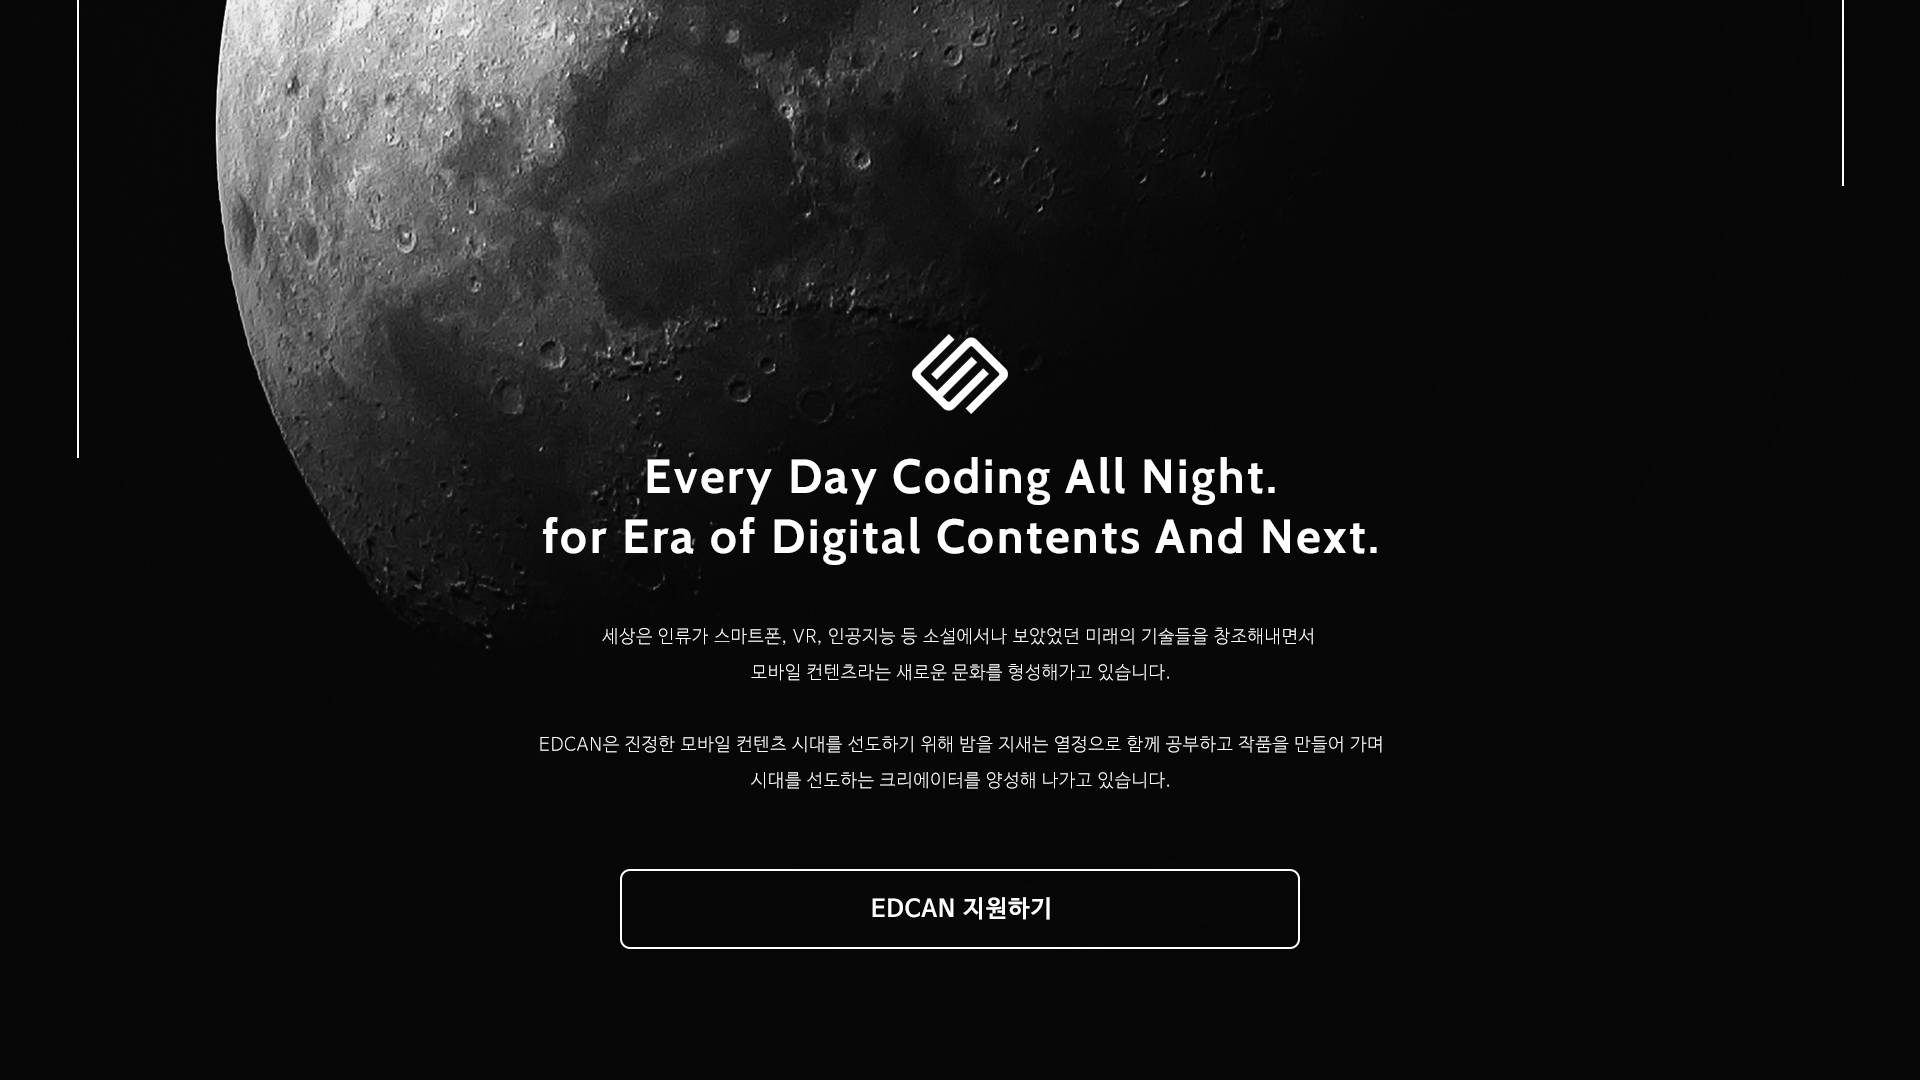 Every Day Coding All Night.
for Era of Digital Contents And Next.
세상은 인류가 스마트폰, VR, 인공지능 등 소설에서나 보았었던 미래의 기술들을 창조해내면서
모바일 컨텐츠라는 새로운 문화를 형성해가고 있습니다.
EDCAN은 진정한 모바일 컨텐츠 시대를 선도하기 위해 밤을 지새는 열정으로 함께 공부하고 작품을 만들어 가며
시대를 선도하는 크리에이터를 양성해 나가고 있습니다.
EDCAN 지원하기